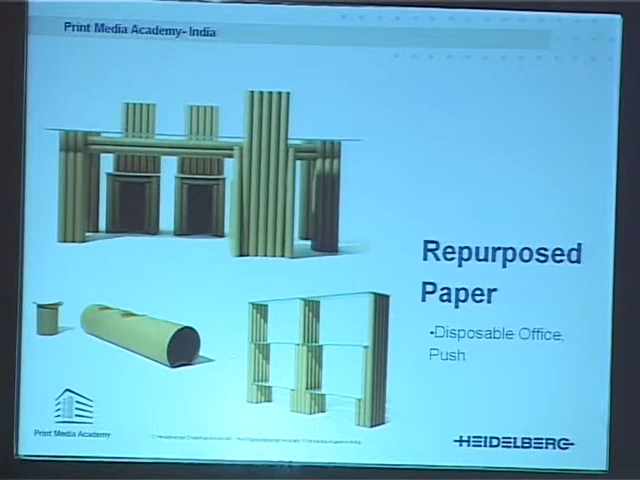 Print Media Academy- India
Repurposed
Paper
•Disposable Office,
Push
Print Media Academy
HEIDELBERG